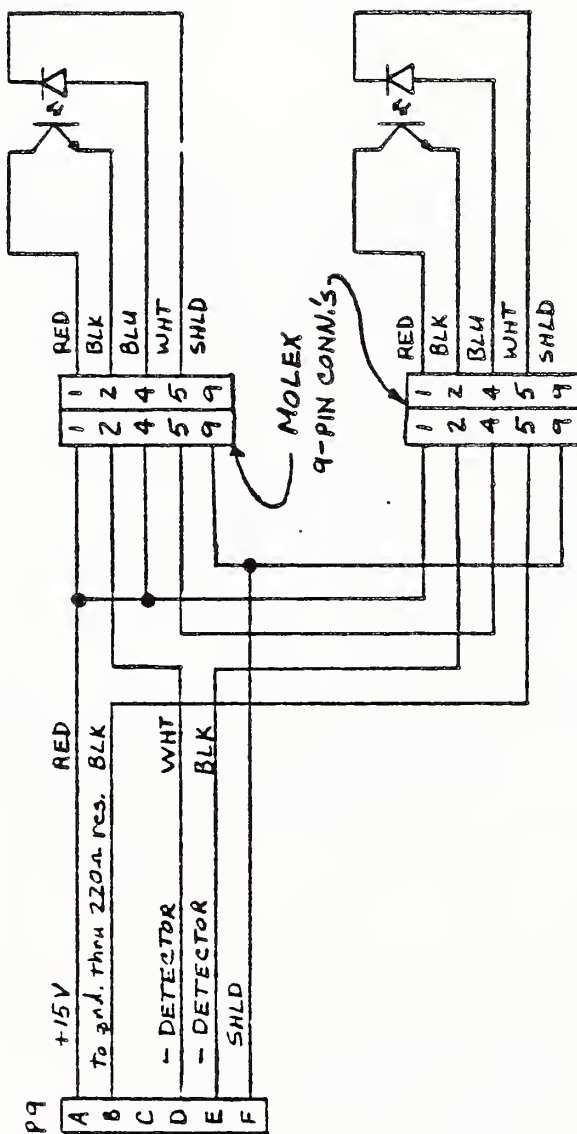 P9
A
B
C
D
E
F
+15V
RED
to gnd. thru 220Ω res. BLK
- DETECTOR
WHT
- DETECTOR
BLK
SHLD
1 1
2 2
4 4
5 5
9 9
RED
BLK
BLU
WHT
SHLD
MOLEX
9-PIN CONN.'s
1 1
2 2
4 4
5 5
9 9
RED
BLK
BLU
WHT
SHLD